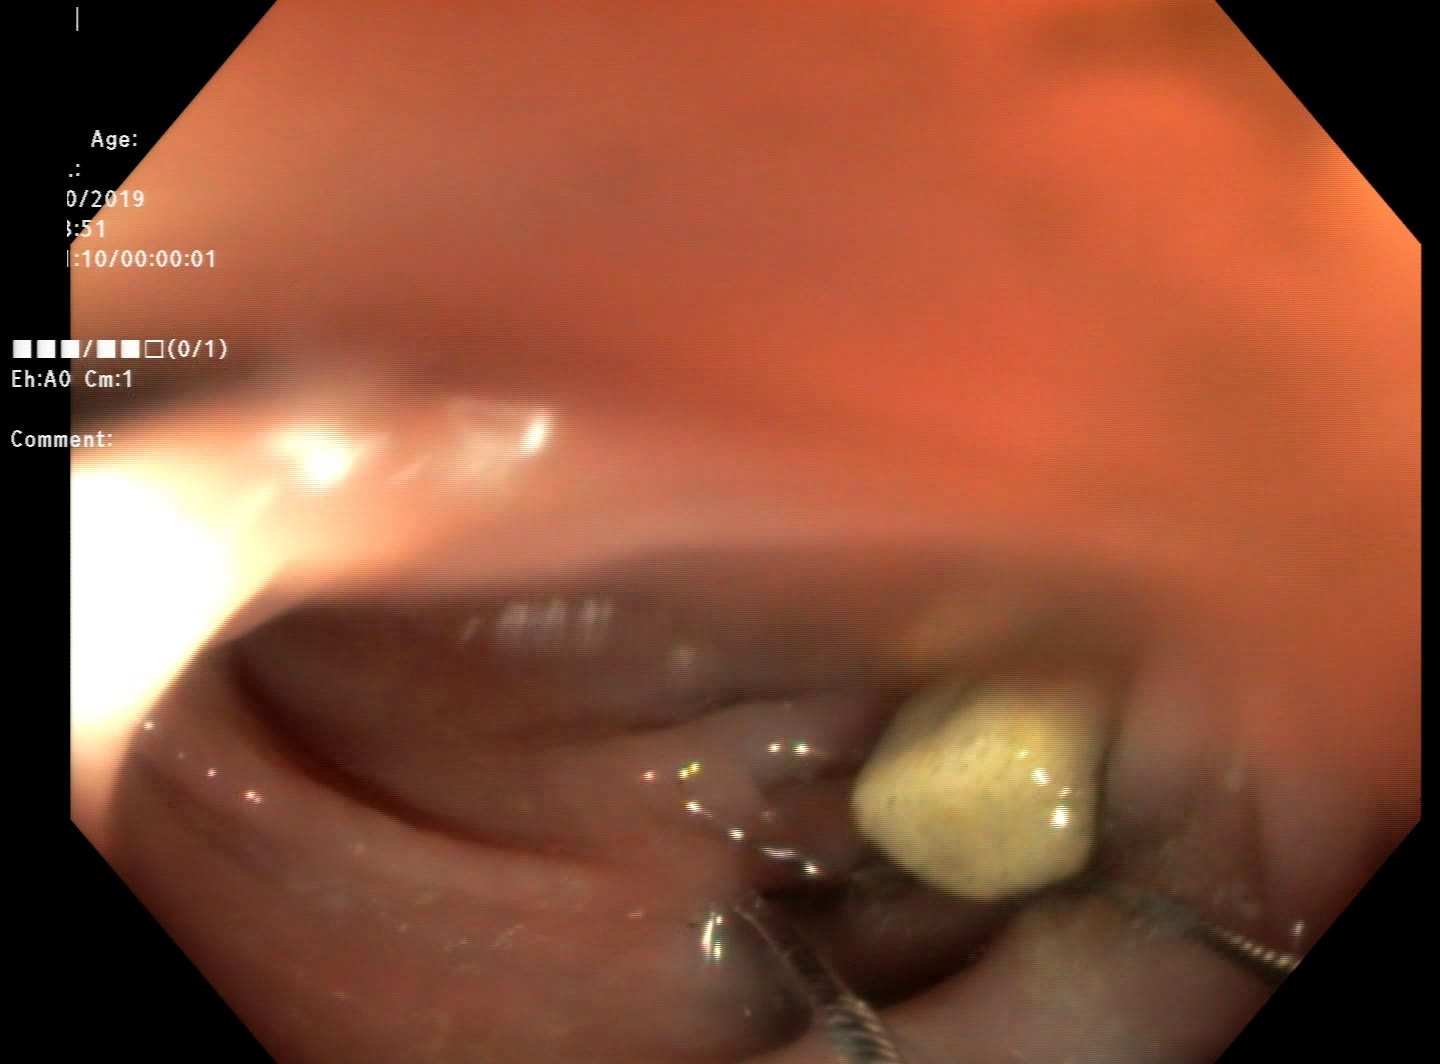 Age:
.:
0/2019
:51
:10/00:00:01
■■■/■■□(0/1)
Eh:A0 Cm:1
Comment: